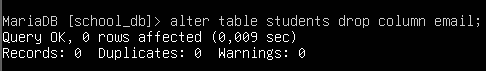 MariaDB [school_db]> alter table students drop column email;
Query OK, 0 rows affected (0,009 sec)
Records: 0  Duplicates: 0  Warnings: 0